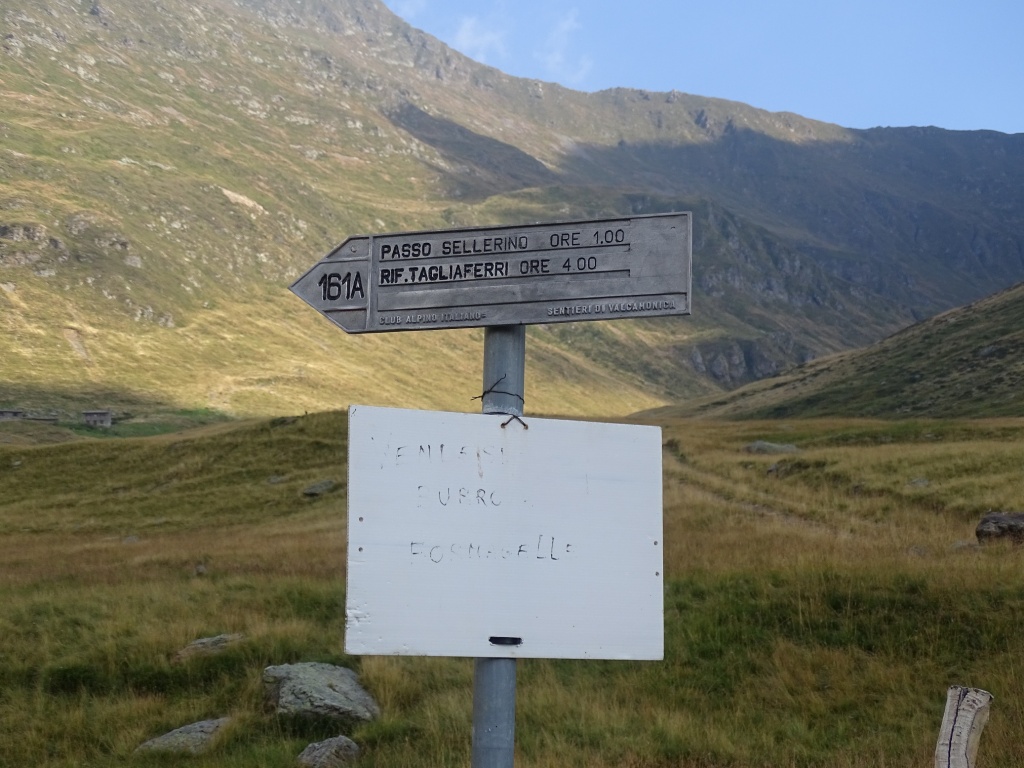 161A
PASSO SELLERINO ORE 1.00
RIF. TAGLIAFERRI ORE 4.00
CLUB ALPINO ITALIANO
SENTIERI DI VALCAMONICA
BURRO